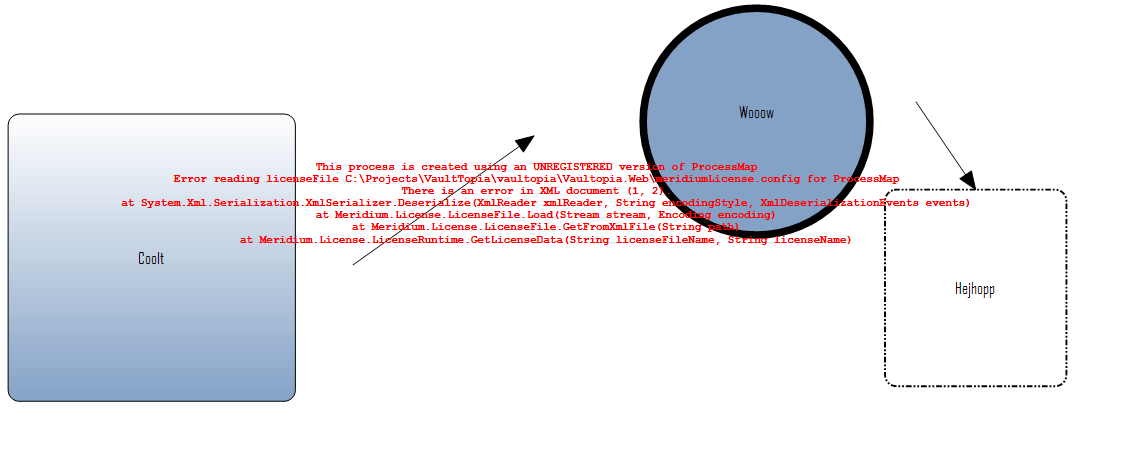 Wooow
This process is created using an UNREGISTERED version of ProcessMap
Error reading licenseFile C:\Projects\VaultTopia\vaultopia\Vaultopia.Web\meridiumLicense.config for ProcessMap
There is an error in XML document (1, 2).
at System.Xml.Serialization.XmlSerializer.Deserialize(XmlReader xmlReader, String encodingStyle, XmlDeserializationEvents events)
at Meridium.License.LicenseFile.Load(Stream stream, Encoding encoding)
at Meridium.License.LicenseFile.GetFromXmlFile(String path)
at Meridium.License.LicenseRuntime.GetLicenseData(String licenseFileName, String licenseName)
Coolt
Hejhopp